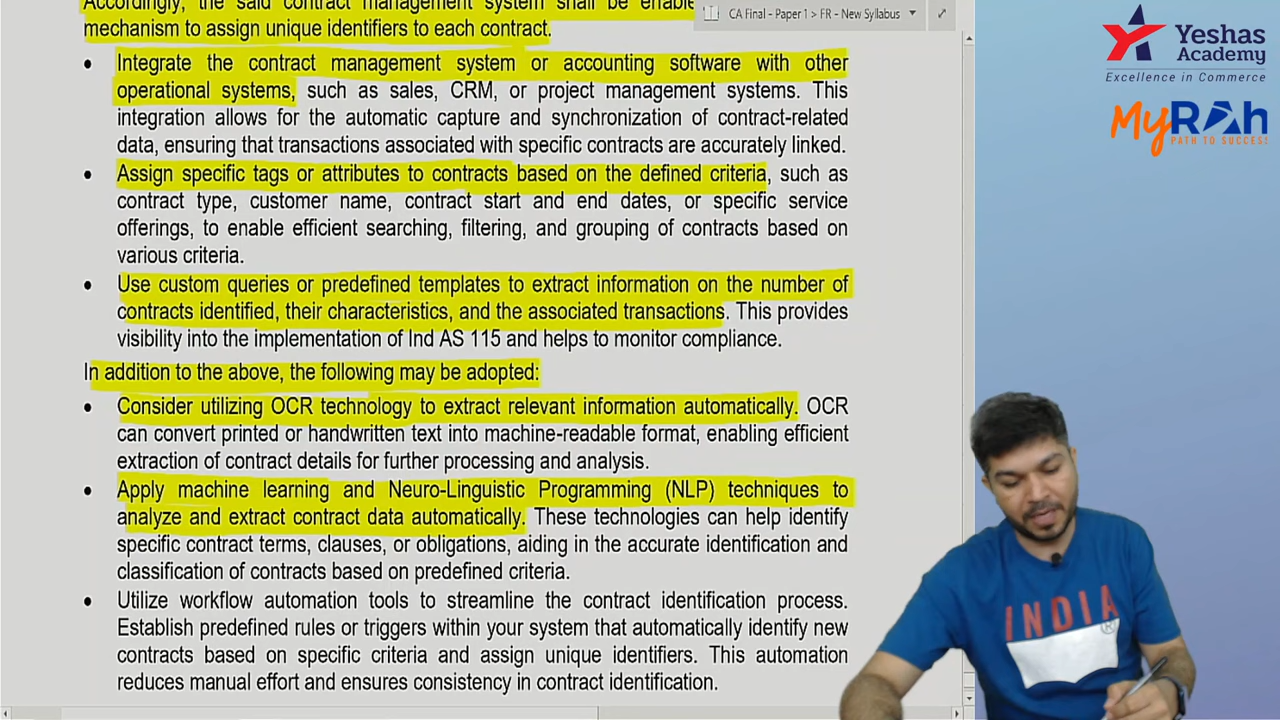 Accordingly, the said contract management system shall be enable
CA Final - Paper 1 > FR - New Syllabus
mechanism to assign unique identifiers to each contract.
• Integrate the contract management system or accounting software with other
operational systems, such as sales, CRM, or project management systems. This
integration allows for the automatic capture and synchronization of contract-related
data, ensuring that transactions associated with specific contracts are accurately linked.
• Assign specific tags or attributes to contracts based on the defined criteria, such as
contract type, customer name, contract start and end dates, or specific service
offerings, to enable efficient searching, filtering, and grouping of contracts based on
various criteria.
• Use custom queries or predefined templates to extract information on the number of
contracts identified, their characteristics, and the associated transactions. This provides
visibility into the implementation of Ind AS 115 and helps to monitor compliance.
In addition to the above, the following may be adopted:
• Consider utilizing OCR technology to extract relevant information automatically. OCR
can convert printed or handwritten text into machine-readable format, enabling efficient
extraction of contract details for further processing and analysis.
• Apply machine learning and Neuro-Linguistic Programming (NLP) techniques to
analyze and extract contract data automatically. These technologies can help identify
specific contract terms, clauses, or obligations, aiding in the accurate identification and
classification of contracts based on predefined criteria.
• Utilize workflow automation tools to streamline the contract identification process.
Establish predefined rules or triggers within your system that automatically identify new
contracts based on specific criteria and assign unique identifiers. This automation
reduces manual effort and ensures consistency in contract identification.
Yeshas
Academy
Excellence in Commerce
MyRAh
PATH TO SUCCESS
INDIA
®